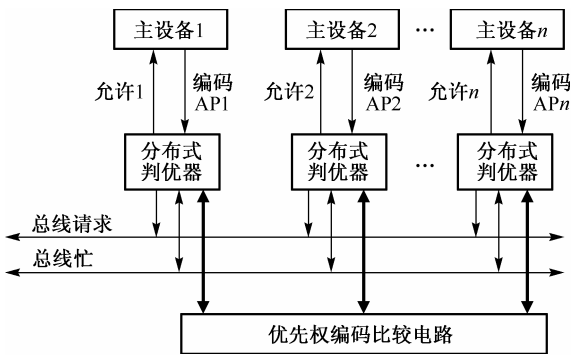 主设备1
主设备2
…
主设备n
允许1
编码
AP1
允许2
编码
AP2
允许n
编码
APn
分布式
判优器
分布式
判优器
…
分布式
判优器
总线请求
总线忙
优先权编码比较电路